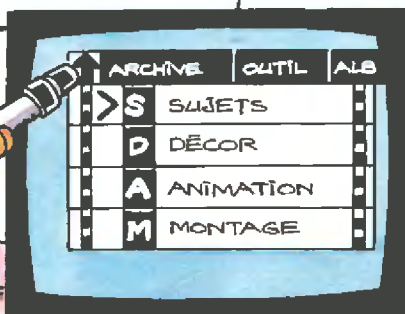 ARCHIVE OUTIL ALB
> S SUJETS
D DÉCOR
A ANIMATION
M MONTAGE